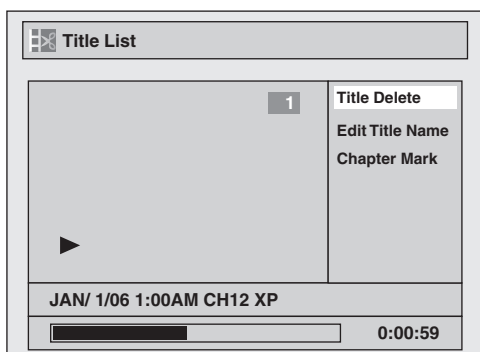 Title List
1
Title Delete
Edit Title Name
Chapter Mark
JAN/ 1/06 1:00AM CH12 XP
0:00:59